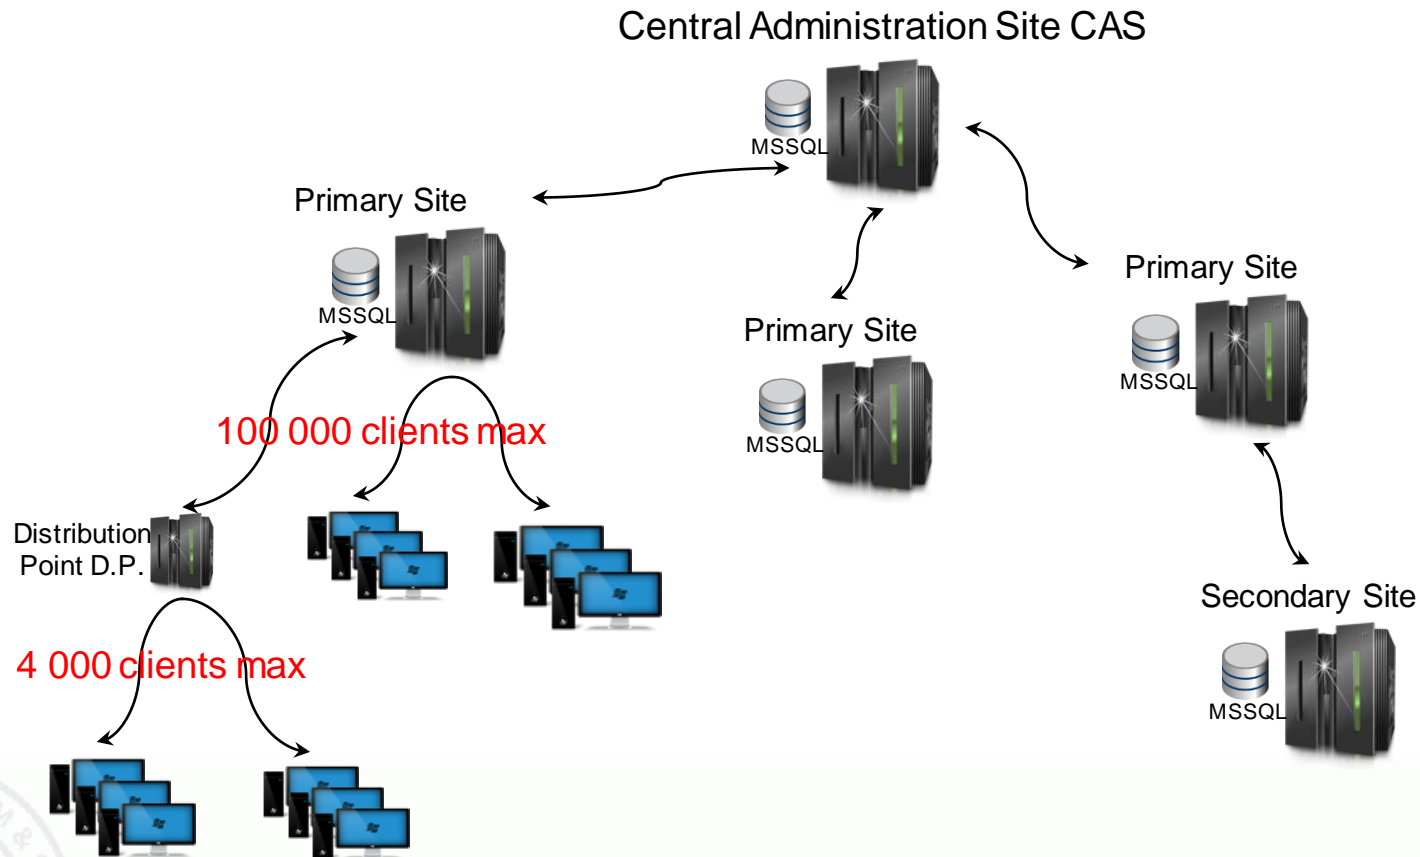 Central Administration Site CAS
MSSQL
Primary Site
MSSQL
Primary Site
MSSQL
Primary Site
MSSQL
100 000 clients max
Distribution
Point D.P.
Secondary Site
MSSQL
4 000 clients max